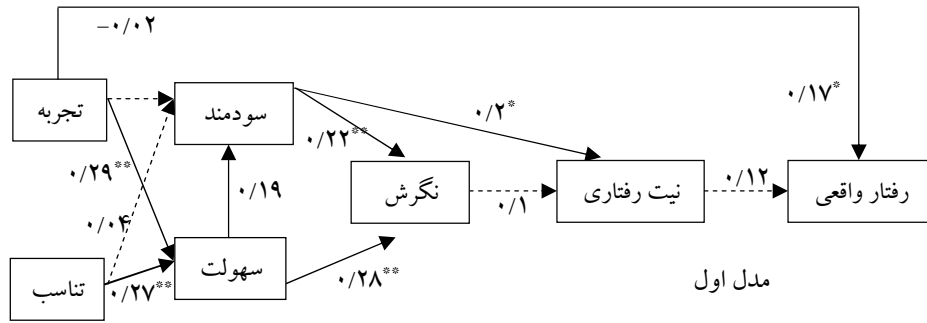 -۰/۰۲
تجربه
سودمند
۰/۲*
۰/۱۷*
۰/۲۲**
۰/۲۹**
۰/۱۹
نگرش
نیت رفتاری
۰/۱۲
رفتار واقعی
۰/۱
۰/۰۴
سهولت
تناسب
۰/۲۷**
۰/۲۸**
مدل اول